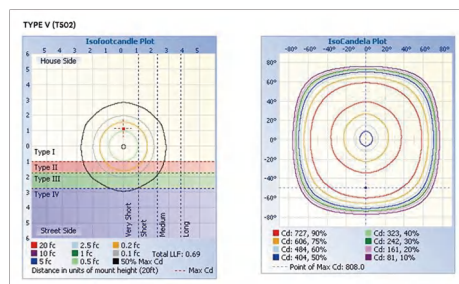 TYPE V (T5O2)
Isofootcandle Plot
5 4 3 2 1 0 1 2 3 4 5
6
5
4
3
2
1
0
1
2
3
4
5
6
House Side
Type I
Type II
Type III
Type IV
Street Side
Very Short
Short
Medium
Long
20 fc 2.5 fc 0.2 fc
10 fc 1 fc 0.1 fc Total LLF: 0.69
5 fc 0.5 fc 50% Max Cd
Distance in units of mount height (20ft) Max Cd
IsoCandela Plot
-80° -60° -40° -20° 0° 20° 40° 60° 80°
80°
60°
40°
20°
0°
-20°
-40°
-60°
-80°
Cd: 727, 90% Cd: 323, 40%
Cd: 606, 75% Cd: 242, 30%
Cd: 484, 60% Cd: 161, 20%
Cd: 404, 50% Cd: 81, 10%
Point of Max Cd: 808.0